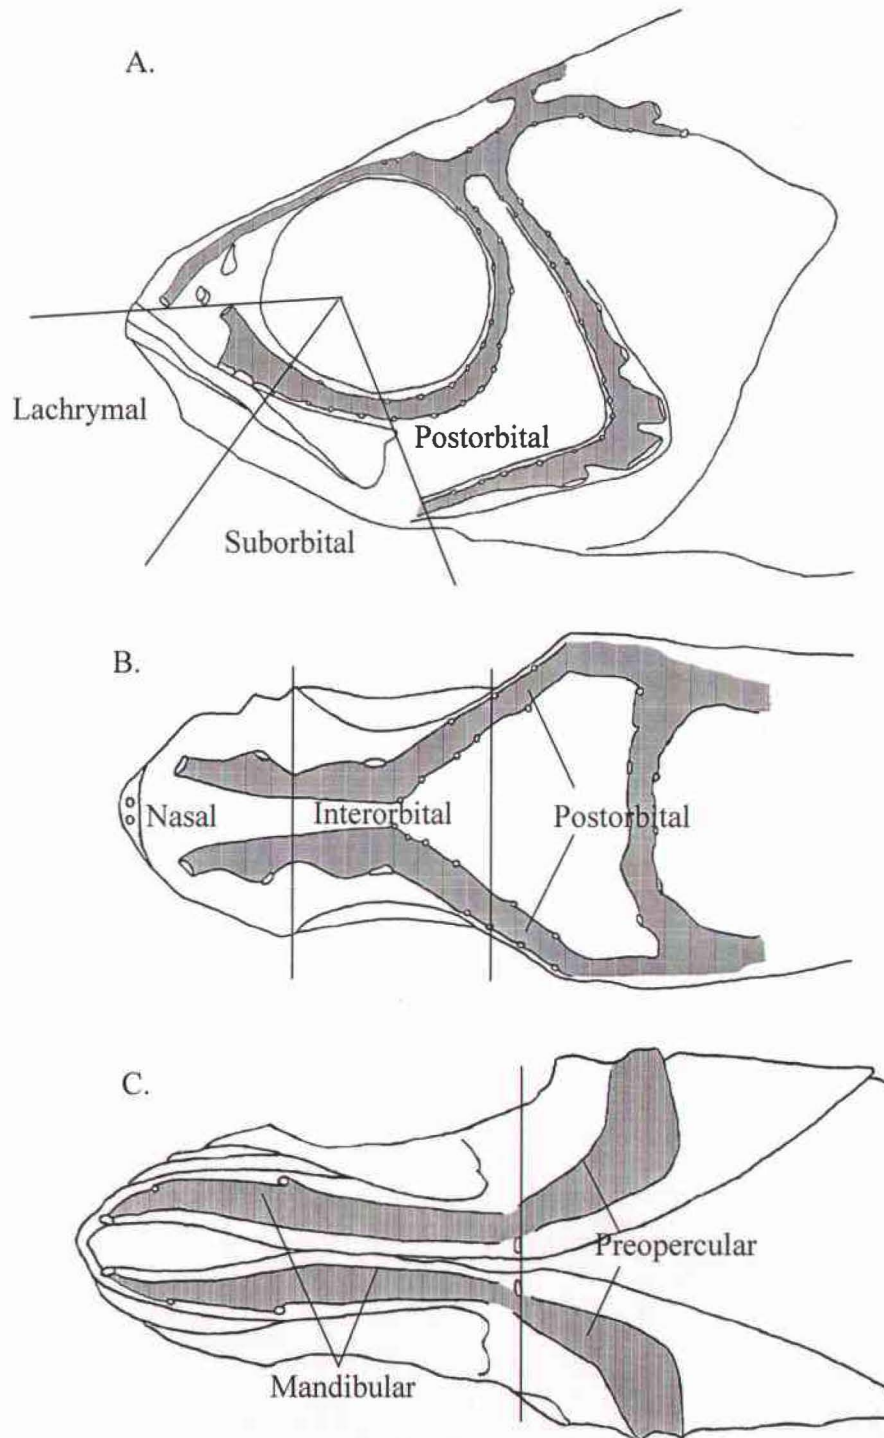 A.
Lachrymal
Postorbital
Suborbital
B.
Nasal
Interorbital
Postorbital
C.
Preopercular
Mandibular